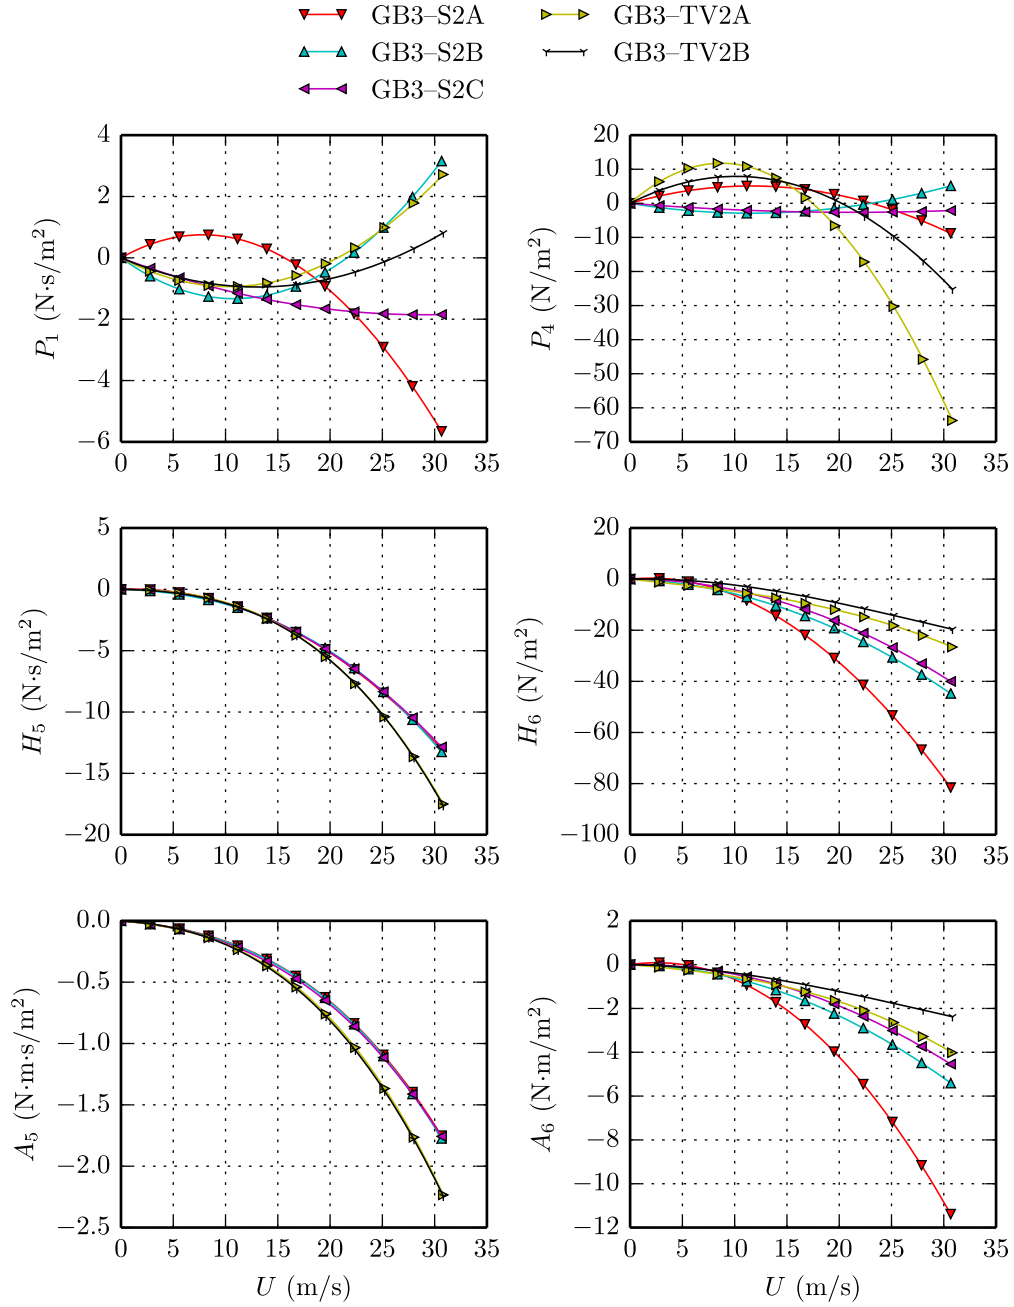 GB3–S2A GB3–TV2A
GB3–S2B GB3–TV2B
GB3–S2C
4
2
0
−2
−4
−6
P1 (N·s/m²)
0 5 10 15 20 25 30 35
20
10
0
−10
−20
−30
−40
−50
−60
−70
P4 (N/m²)
0 5 10 15 20 25 30 35
5
0
−5
−10
−15
−20
H5 (N·s/m²)
0 5 10 15 20 25 30 35
20
0
−20
−40
−60
−80
−100
H6 (N/m²)
0 5 10 15 20 25 30 35
0.0
−0.5
−1.0
−1.5
−2.0
−2.5
A5 (N·m·s/m²)
0 5 10 15 20 25 30 35
U (m/s)
2
0
−2
−4
−6
−8
−10
−12
A6 (N·m/m²)
0 5 10 15 20 25 30 35
U (m/s)